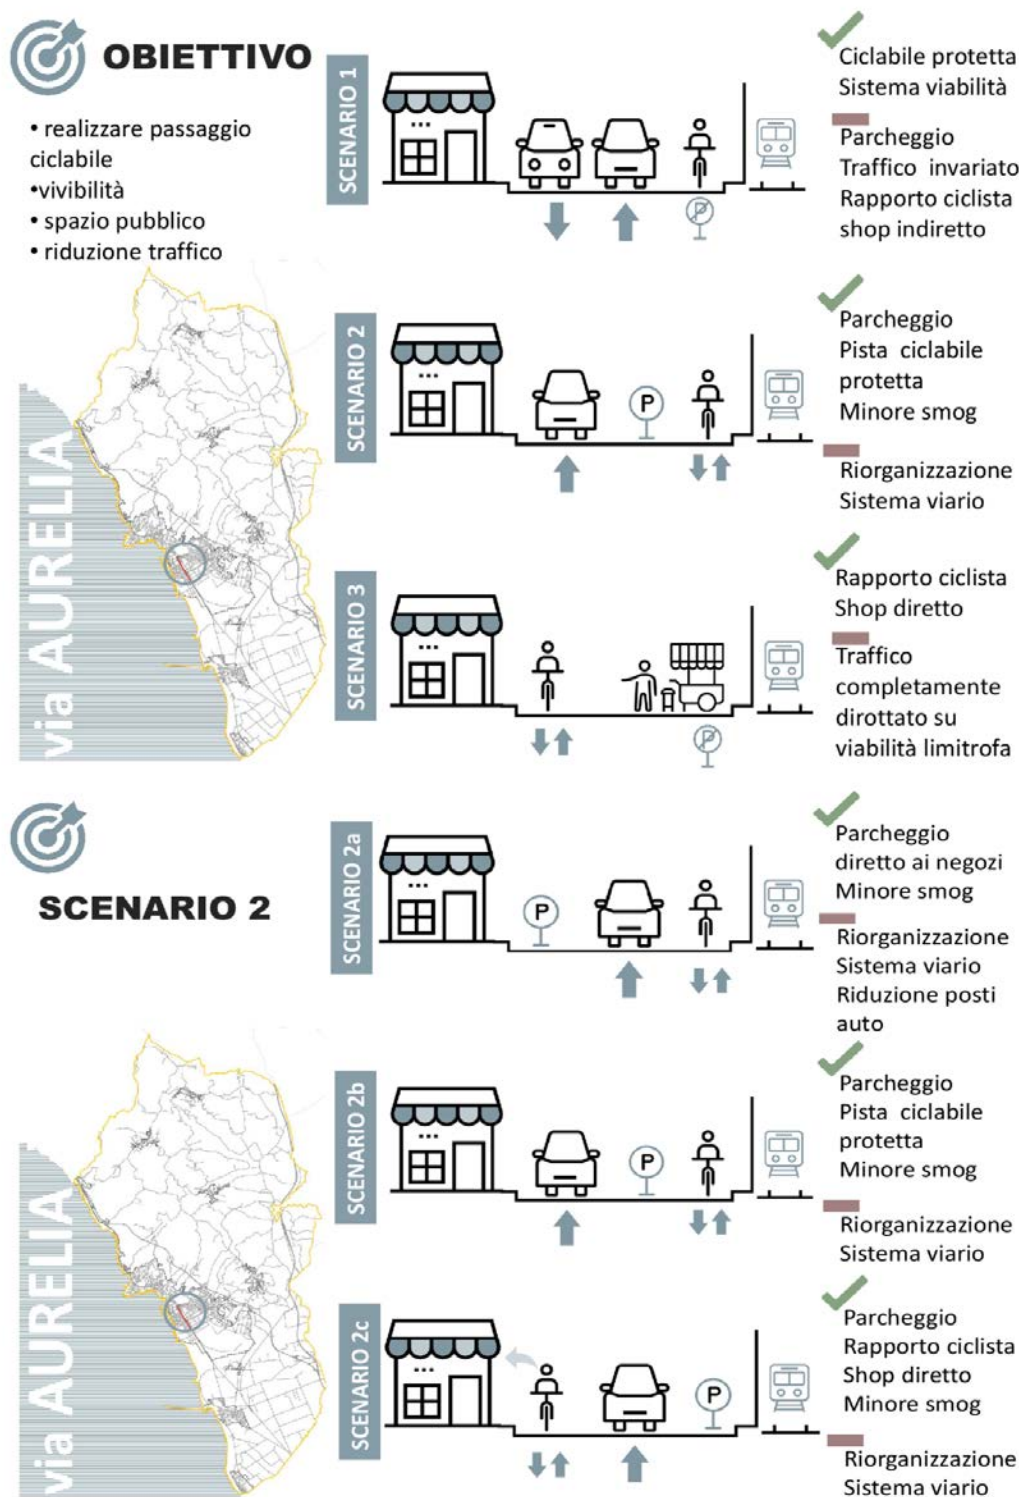 OBIETTIVO
• realizzare passaggio
ciclabile
•vivibilità
• spazio pubblico
• riduzione traffico
via AURELIA
SCENARIO 1
P
Ciclabile protetta
Sistema viabilità
Parcheggio
Traffico invariato
Rapporto ciclista
shop indiretto
SCENARIO 2
P
Parcheggio
Pista ciclabile
protetta
Minore smog
Riorganizzazione
Sistema viario
SCENARIO 3
P
Rapporto ciclista
Shop diretto
Traffico
completamente
dirottato su
viabilità limitrofa
SCENARIO 2
via AURELIA
SCENARIO 2a
P
Parcheggio
diretto ai negozi
Minore smog
Riorganizzazione
Sistema viario
Riduzione posti
auto
SCENARIO 2b
P
Parcheggio
Pista ciclabile
protetta
Minore smog
Riorganizzazione
Sistema viario
SCENARIO 2c
P
Parcheggio
Rapporto ciclista
Shop diretto
Minore smog
Riorganizzazione
Sistema viario